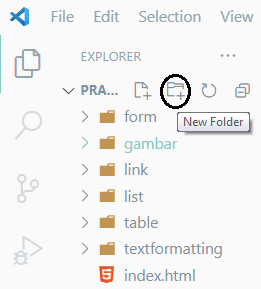 File Edit Selection View
EXPLORER
PRA...
New Folder
form
gambar
link
list
table
textformatting
index.html